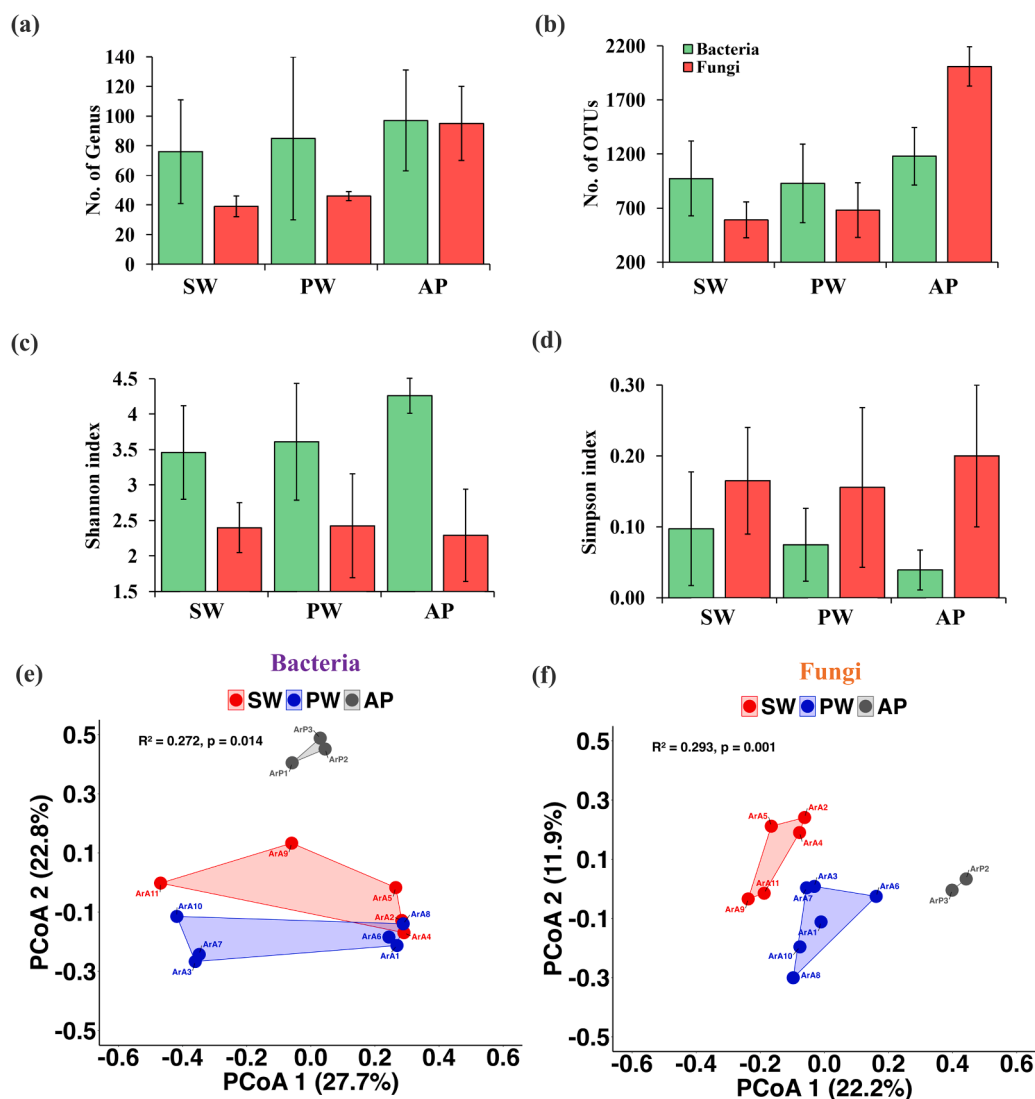 (a)
140
120
100
80
60
40
20
0
No. of Genus
SW PW AP
(b)
Bacteria
Fungi
2200
1700
1200
700
200
No. of OTUs
SW PW AP
(c)
4.5
4
3.5
3
2.5
2
1.5
Shannon index
SW PW AP
(d)
0.30
0.20
0.10
0.00
Simpson index
SW PW AP
(e)
Bacteria
SW PW AP
R² = 0.272, p = 0.014
ArP3
ArP2
ArP1
ArA9
ArA11
ArA5
ArA10
ArA2
ArA8
ArA6
ArA4
ArA7
ArA1
ArA3
0.5
0.3
0.1
-0.1
-0.3
-0.5
PCoA 2 (22.8%)
-0.6 -0.4 -0.2 0.0 0.2 0.4 0.6
PCoA 1 (27.7%)
(f)
Fungi
SW PW AP
R² = 0.293, p = 0.001
ArA2
ArA5
ArA4
ArA11
ArA3
ArA9
ArA7
ArA6
ArP2
ArP3
ArA1
ArA10
ArA8
0.5
0.3
0.1
-0.1
-0.3
-0.5
PCoA 2 (11.9%)
-0.6 -0.4 -0.2 0.0 0.2 0.4 0.6
PCoA 1 (22.2%)